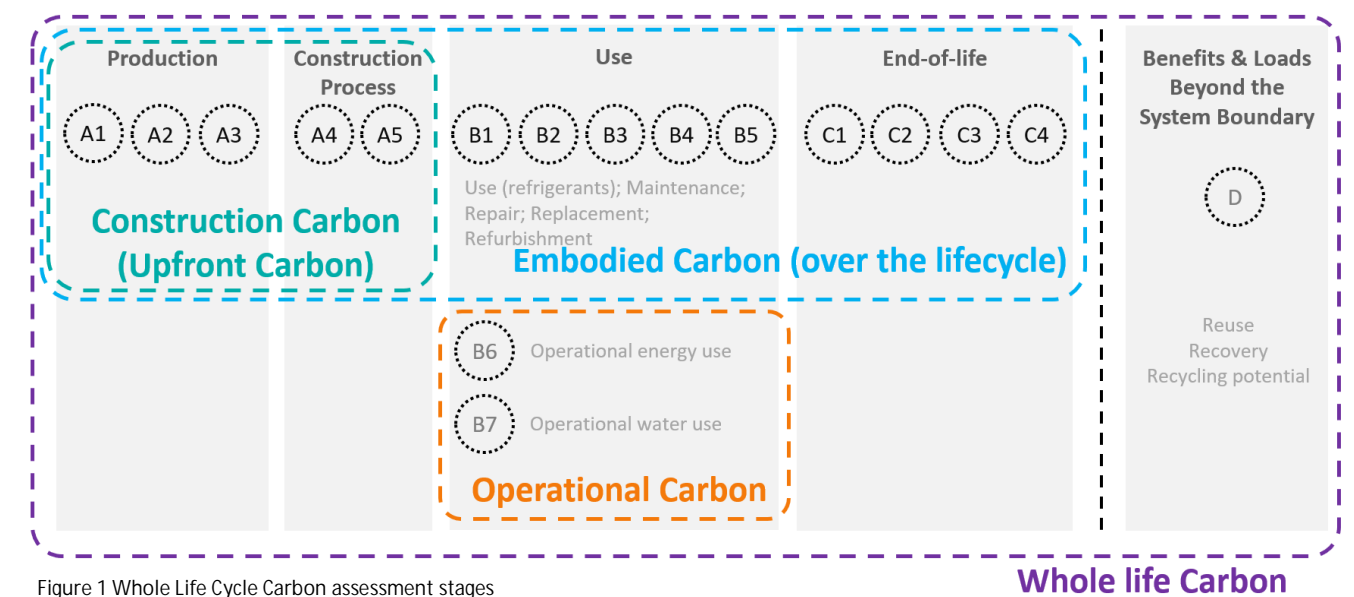 Production
A1 A2 A3
Construction
Process
A4 A5
Construction Carbon
(Upfront Carbon)
Use
B1 B2 B3 B4 B5
Use (refrigerants); Maintenance;
Repair; Replacement;
Refurbishment
End-of-life
C1 C2 C3 C4
Embodied Carbon (over the lifecycle)
B6 Operational energy use
B7 Operational water use
Operational Carbon
Benefits & Loads
Beyond the
System Boundary
D
Reuse
Recovery
Recycling potential
Whole life Carbon
Figure 1 Whole Life Cycle Carbon assessment stages